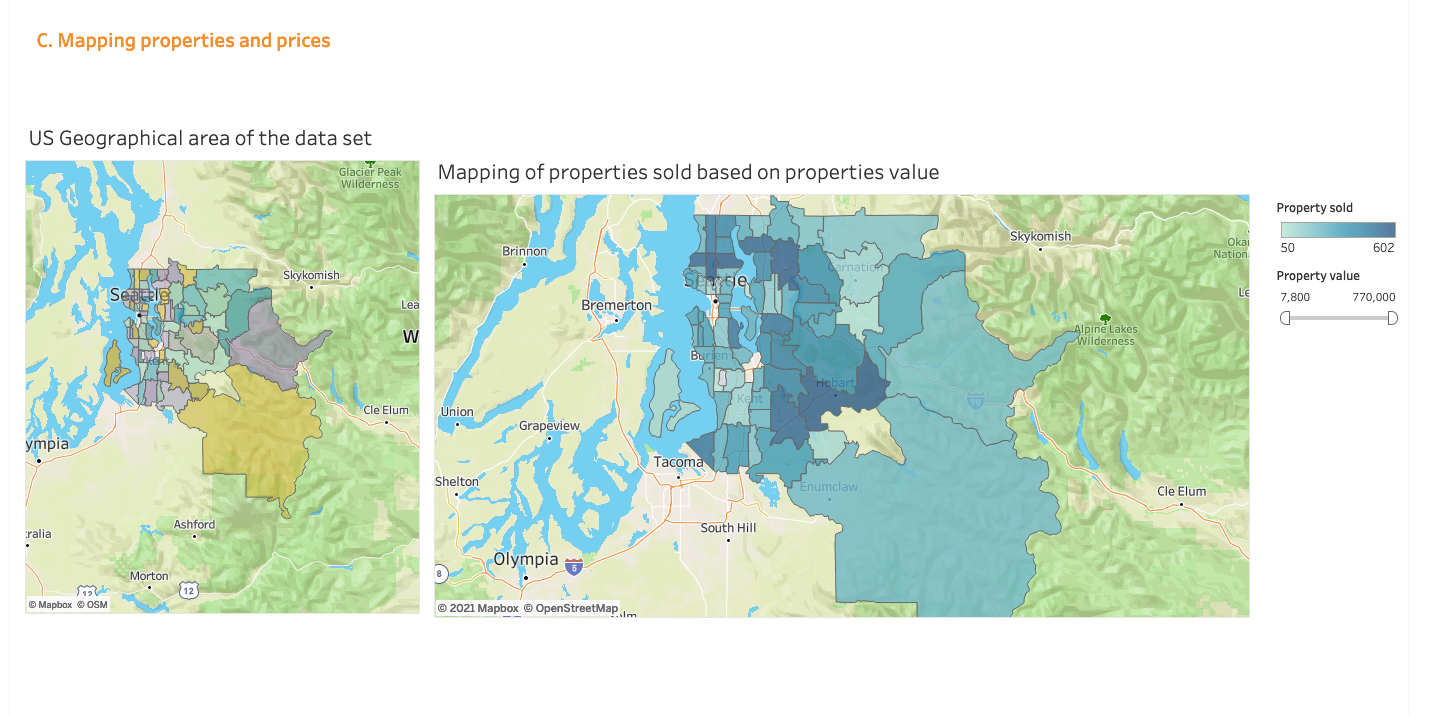 C. Mapping properties and prices
US Geographical area of the data set
Glacier Peak
Wilderness
Skykomish
Seattle
Lea
W
Kent
Cle Elum
ympia
Ashford
ralia
Morton
12
12
© Mapbox © OSM
Mapping of properties sold based on properties value
Brinnon
Skykomish
Oka
Nation
Carnation
Seattle
Le
Bremerton
Alpine Lakes
Wilderness
Burien
Hobart
Kent
90
Union
Grapeview
Tacoma
Shelton
Enumclaw
Cle Elum
South Hill
Olympia
5
8
© 2021 Mapbox © OpenStreetMap
lm
Property sold
50 602
Property value
7,800 770,000